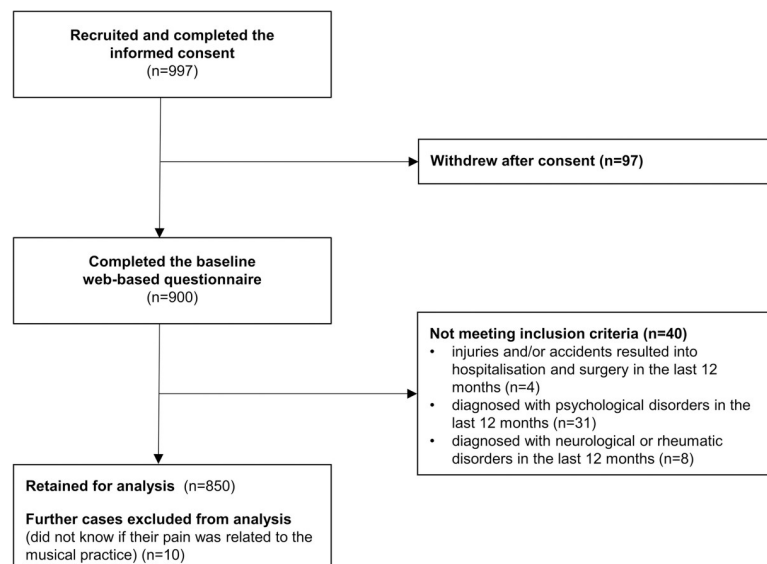 Recruited and completed the
informed consent
(n=997)
Withdrew after consent (n=97)
Completed the baseline
web-based questionnaire
(n=900)
Not meeting inclusion criteria (n=40)
• injuries and/or accidents resulted into
hospitalisation and surgery in the last 12
months (n=4)
• diagnosed with psychological disorders in the
last 12 months (n=31)
• diagnosed with neurological or rheumatic
disorders in the last 12 months (n=8)
Retained for analysis (n=850)
Further cases excluded from analysis
(did not know if their pain was related to the
musical practice) (n=10)